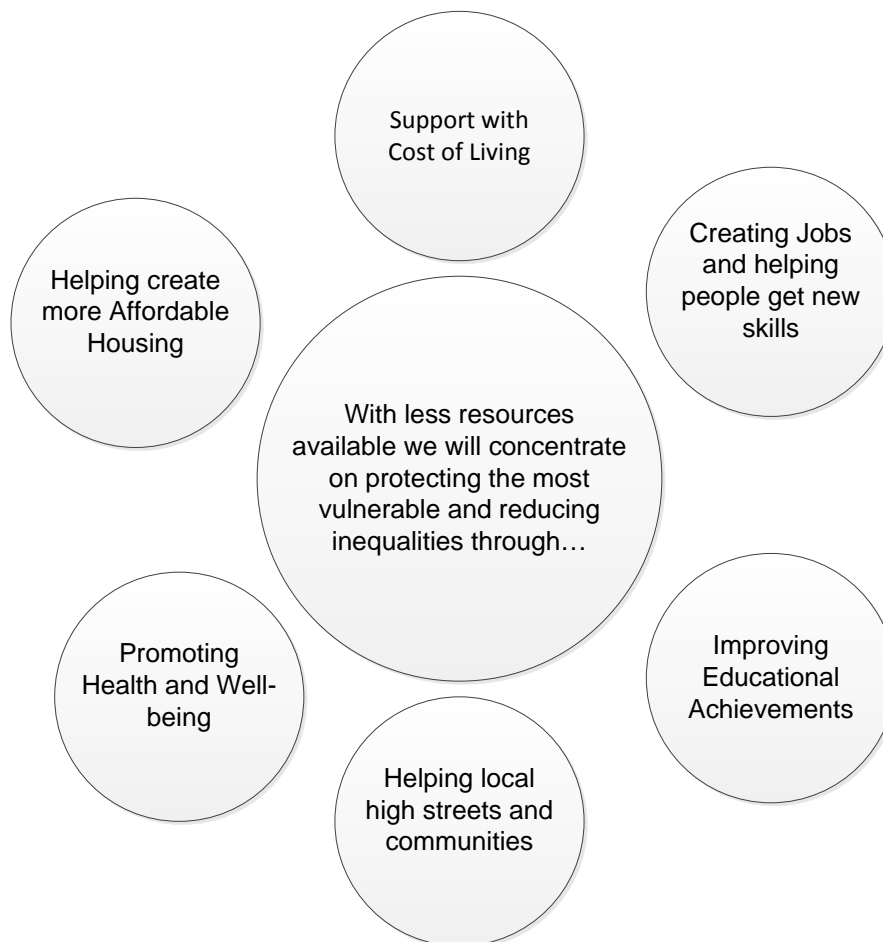 Support with
Cost of Living
Creating Jobs
and helping
people get new
skills
Helping create
more Affordable
Housing
With less resources
available we will concentrate
on protecting the most
vulnerable and reducing
inequalities through…
Improving
Educational
Achievements
Promoting
Health and Well-
being
Helping local
high streets and
communities